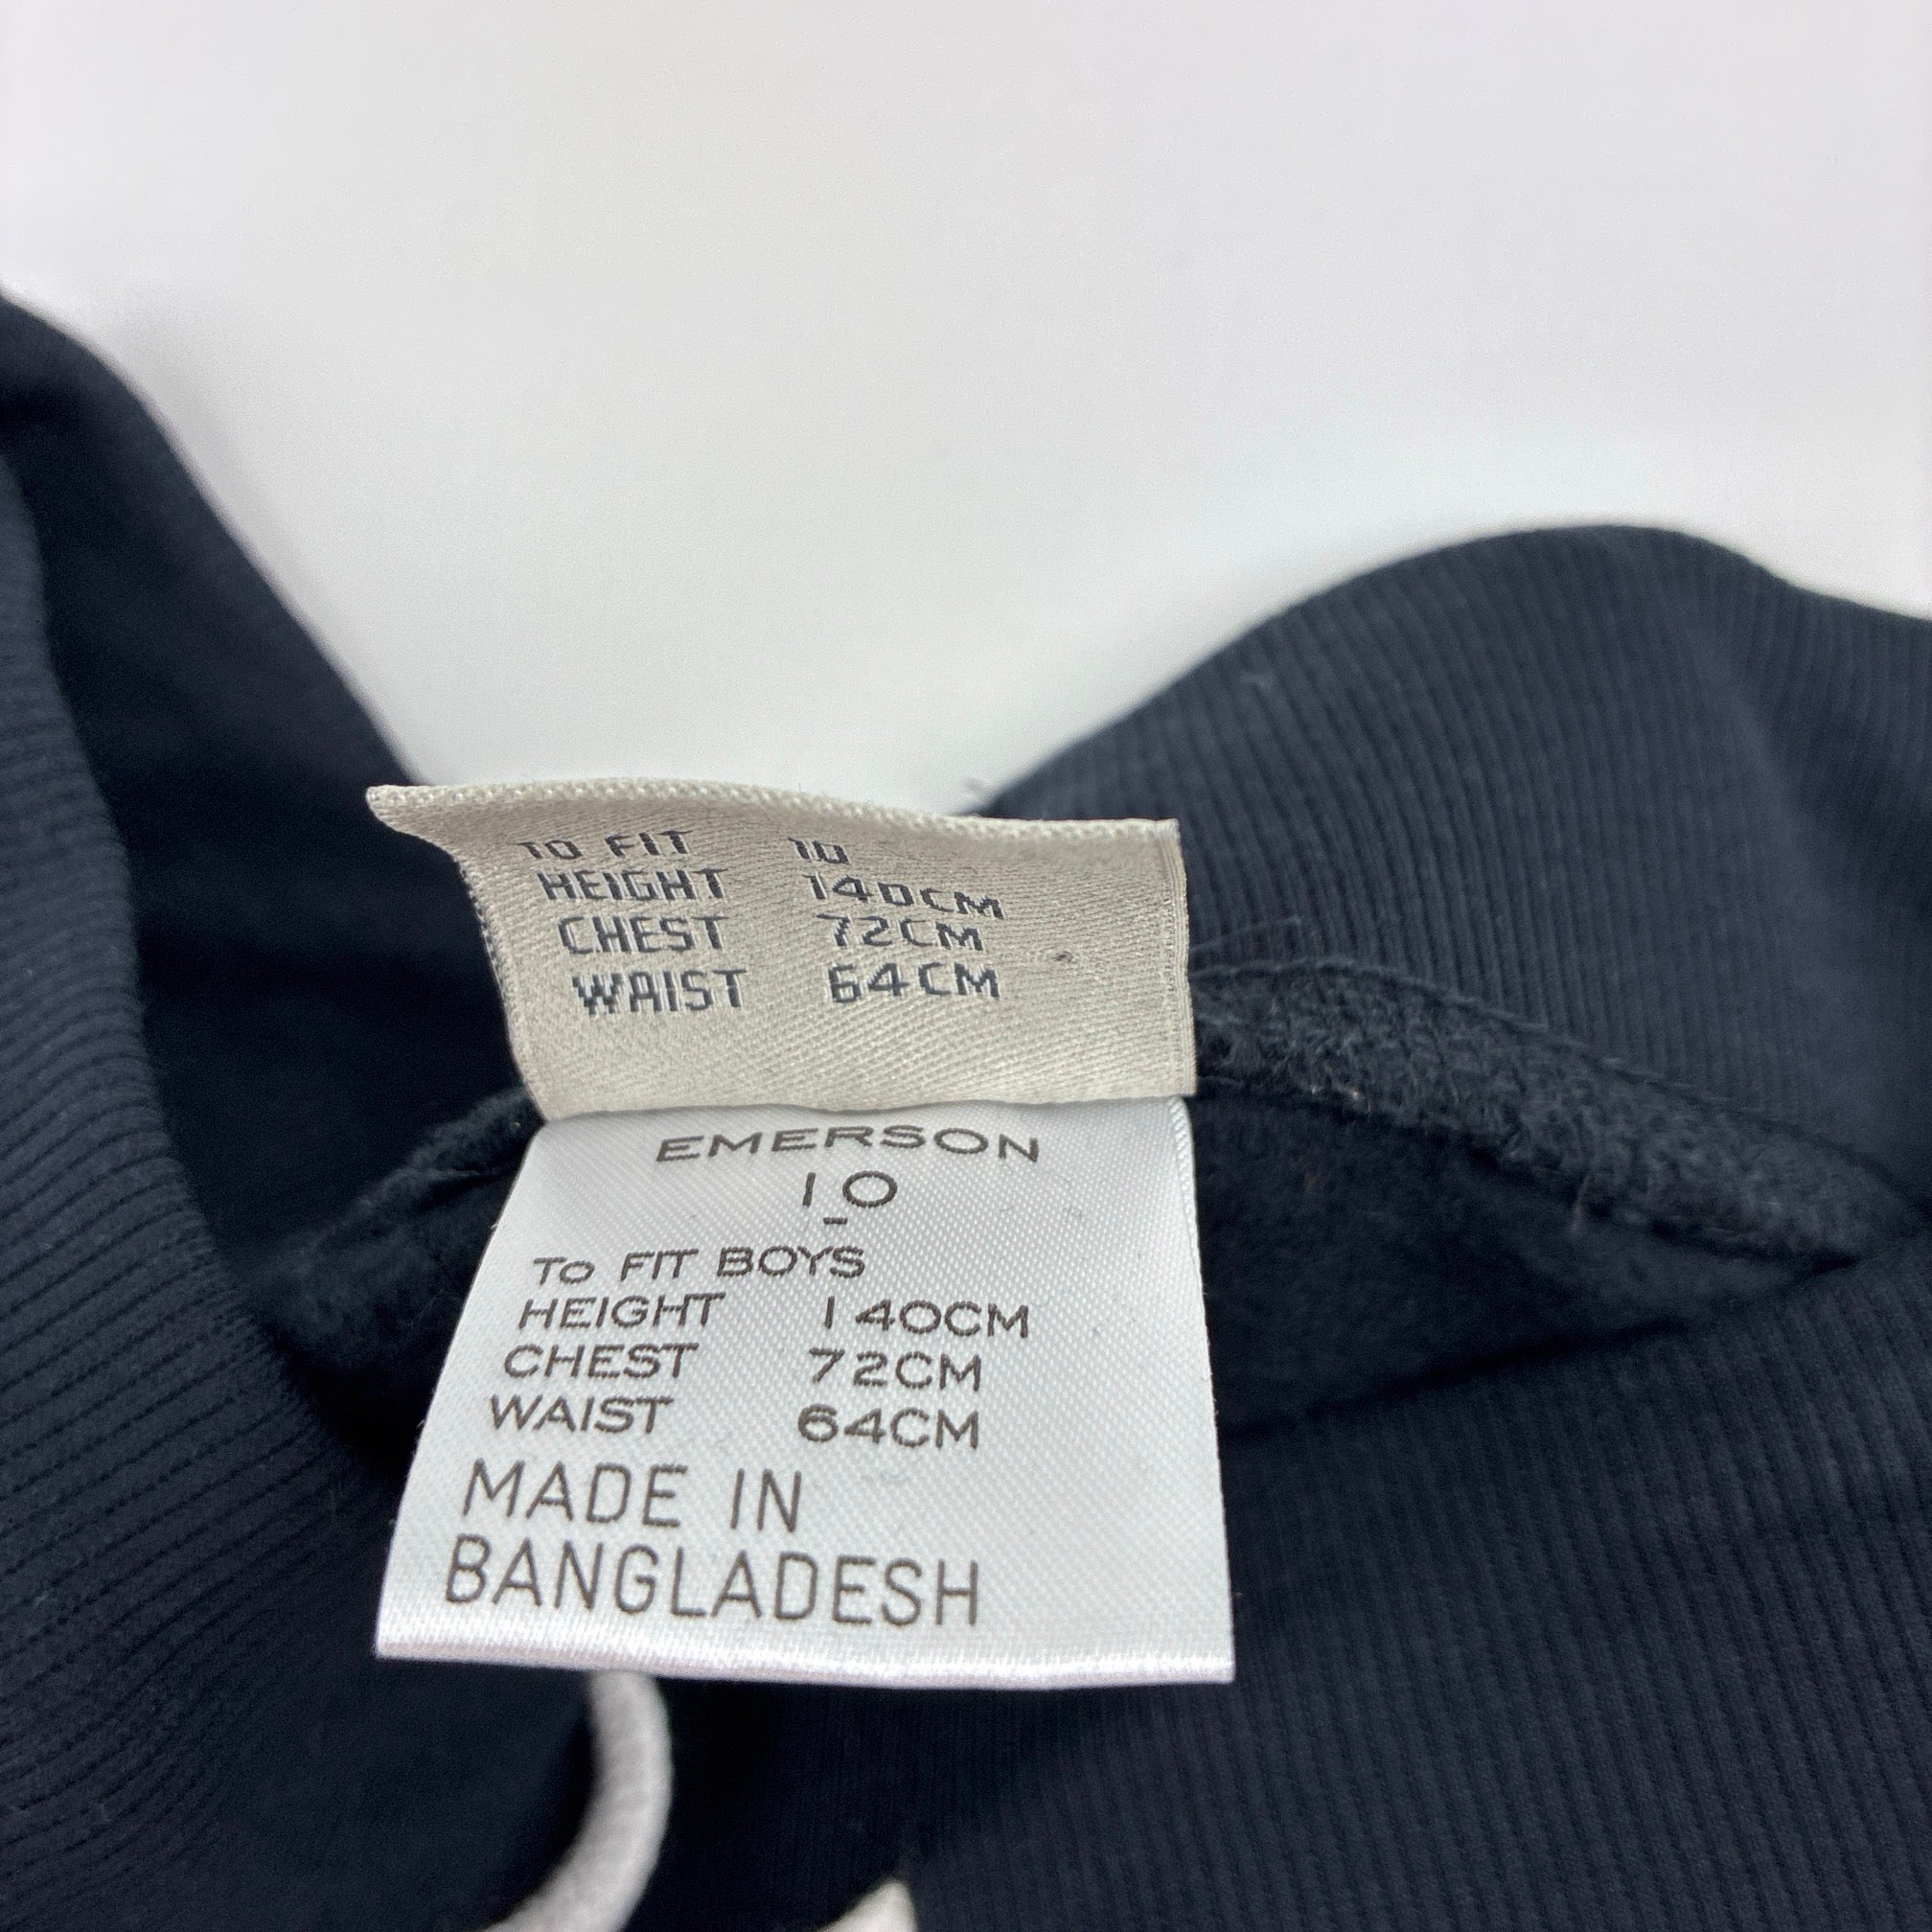 TO FIT 10
HEIGHT 140CM
CHEST 72CM
WAIST 64CM
EMERSON
10
To FIT BOYS
HEIGHT 140CM
CHEST 72CM
WAIST 64CM
MADE IN
BANGLADESH